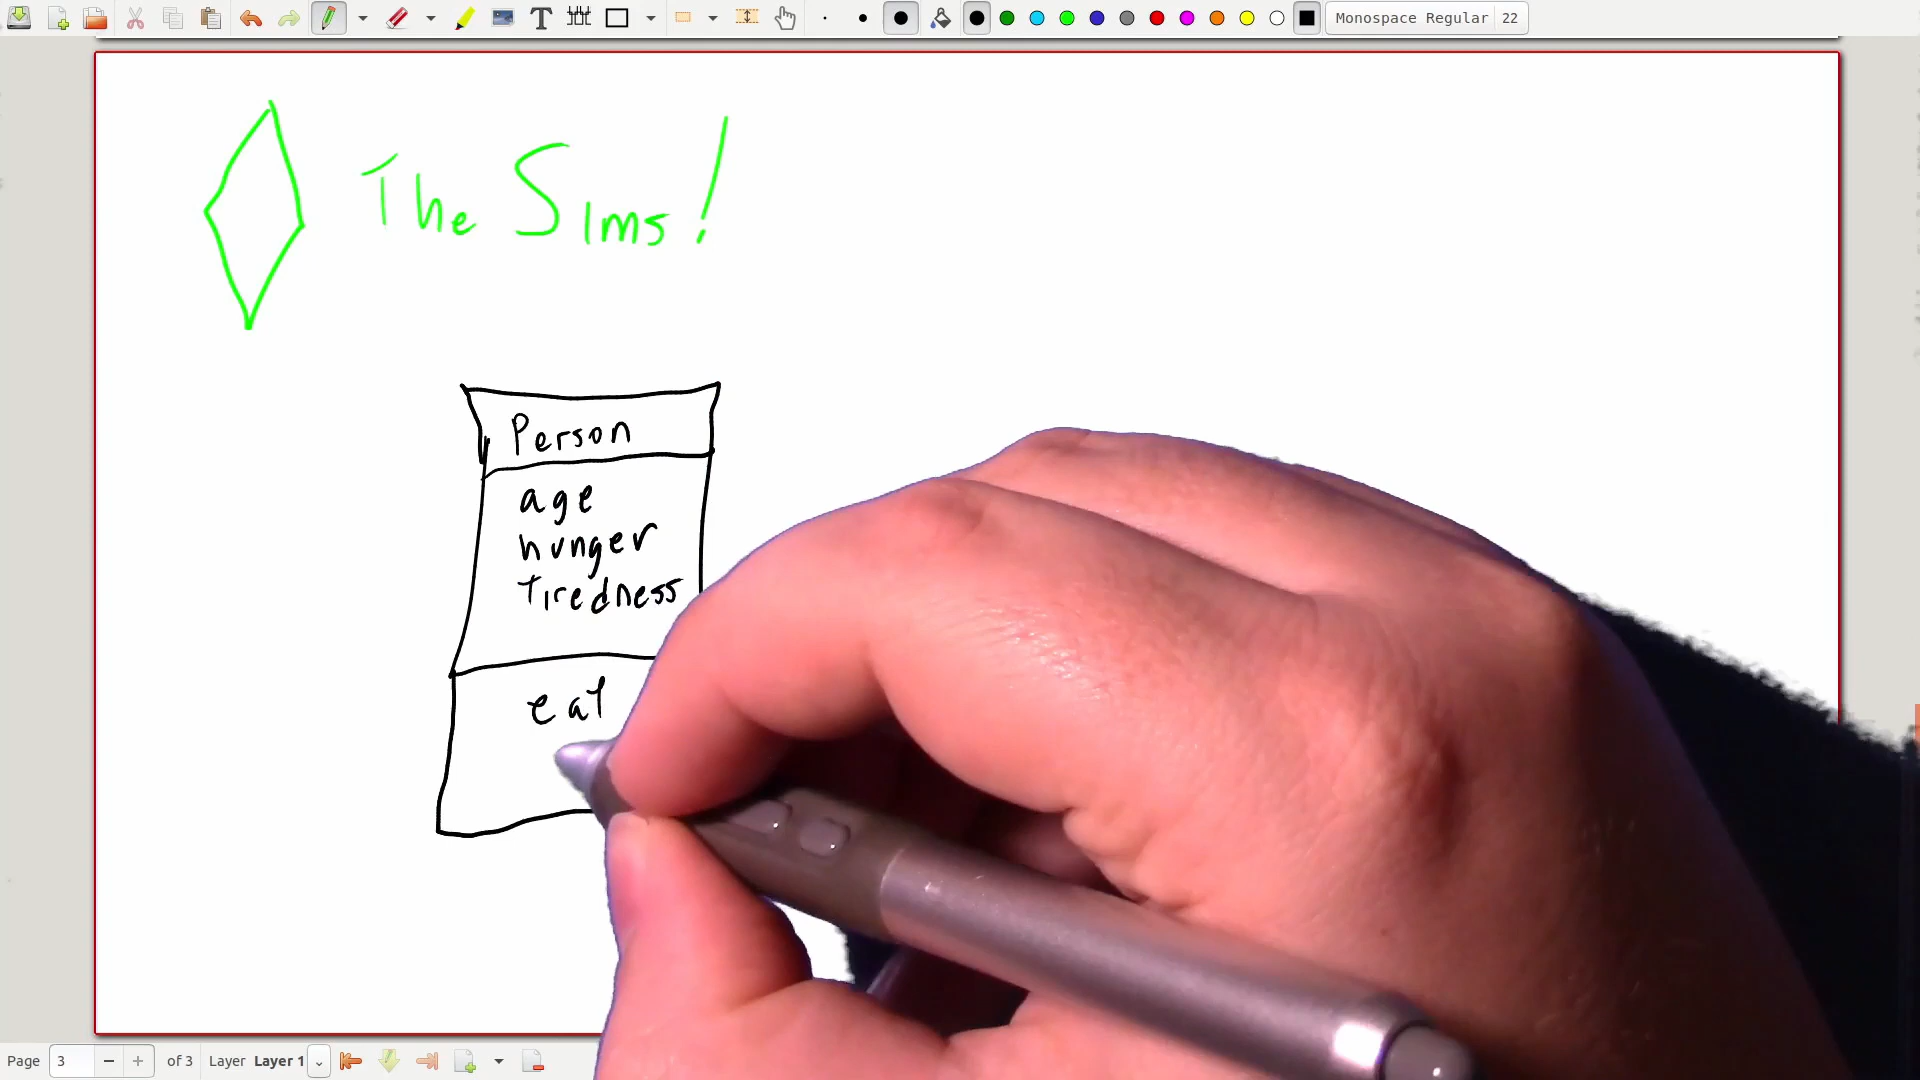 Monospace Regular 22
The Sims!
Person
age
hunger
Tiredness
eat
Page 3 of 3 Layer Layer 1